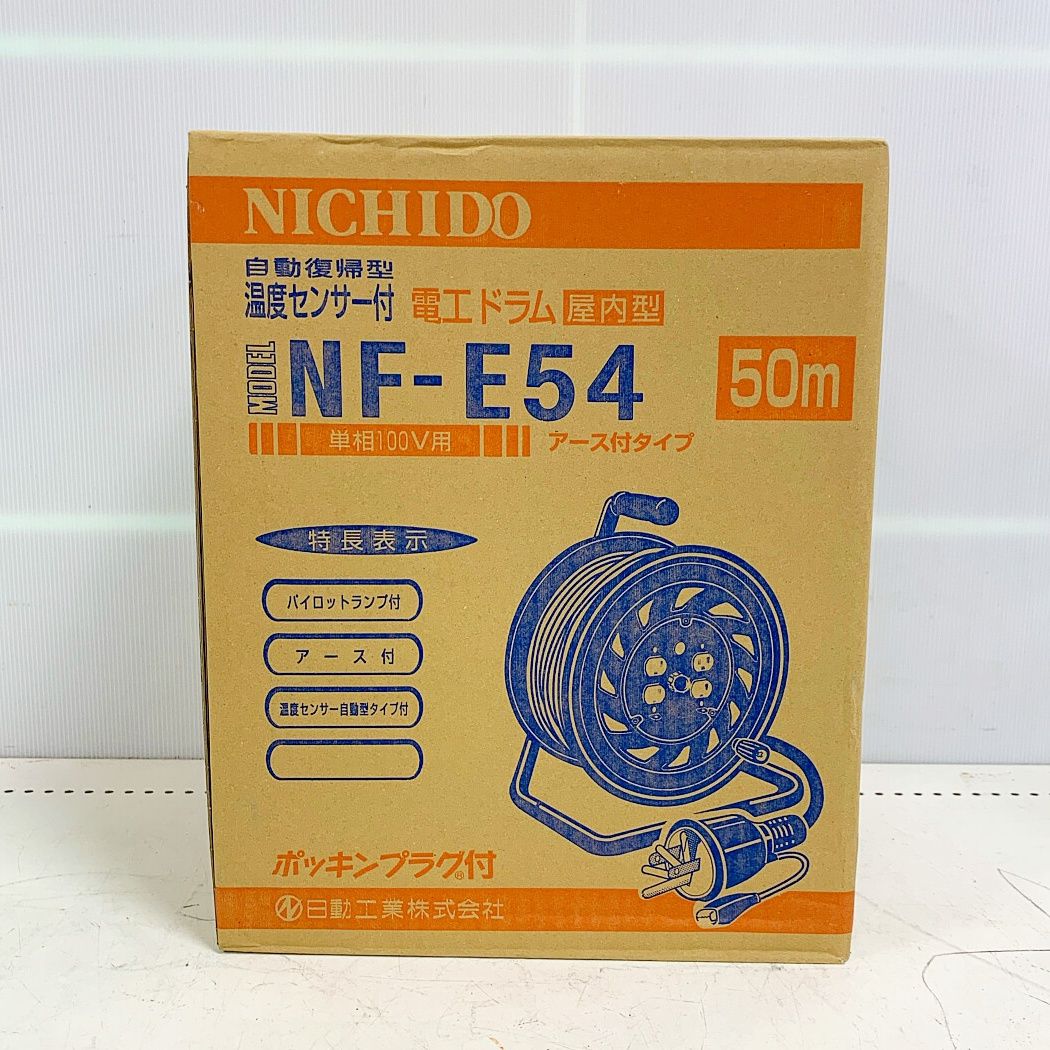 NICHIDO
自動復帰型
温度センサー付 電工ドラム 屋内型
MODEL NF-E54 50m
単相100V用 アース付タイプ
特長表示
パイロットランプ付
アース付
温度センサー自動型タイプ付
ポッキンプラグ®付
日動工業株式会社